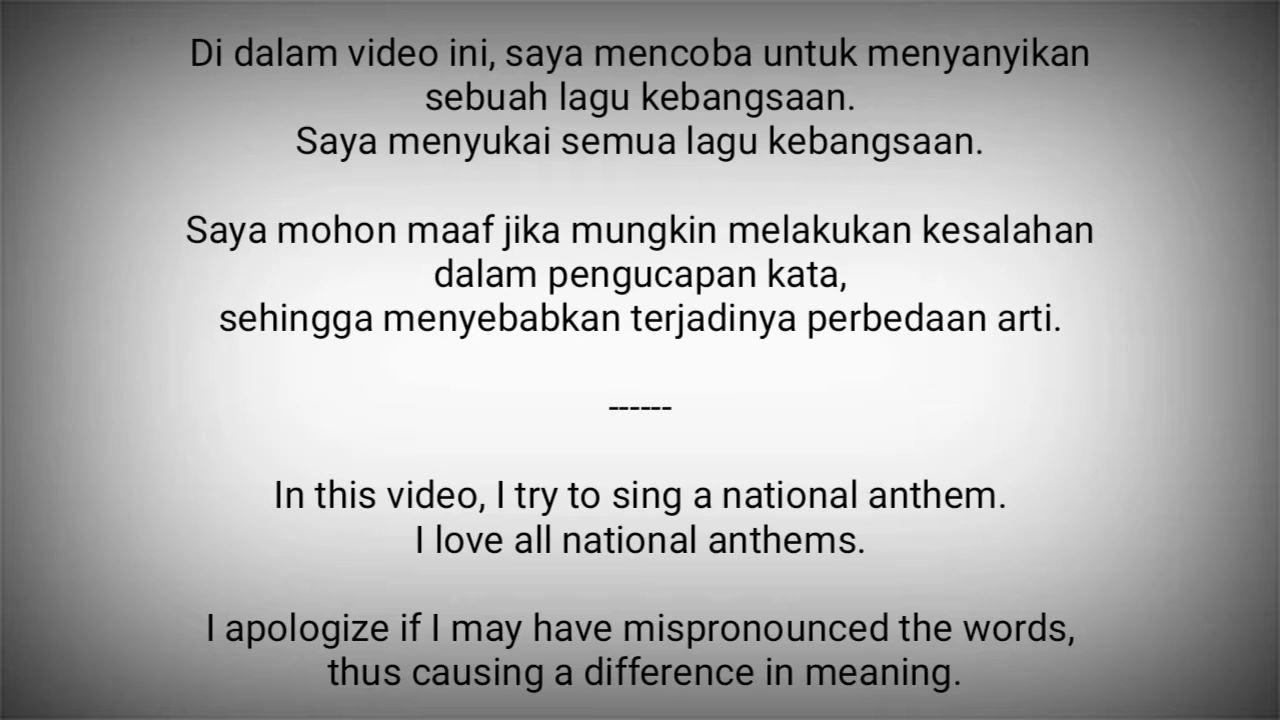 Di dalam video ini, saya mencoba untuk menyanyikan
sebuah lagu kebangsaan.
Saya menyukai semua lagu kebangsaan.
Saya mohon maaf jika mungkin melakukan kesalahan
dalam pengucapan kata,
sehingga menyebabkan terjadinya perbedaan arti.
------
In this video, I try to sing a national anthem.
I love all national anthems.
I apologize if I may have mispronounced the words,
thus causing a difference in meaning.